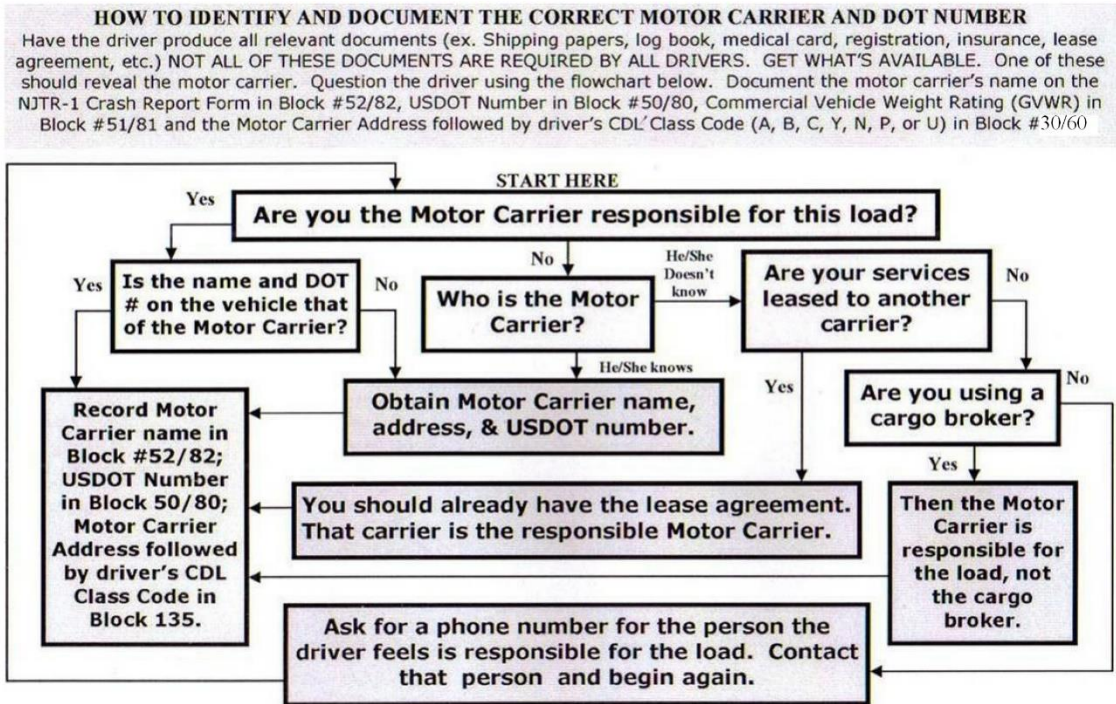 HOW TO IDENTIFY AND DOCUMENT THE CORRECT MOTOR CARRIER AND DOT NUMBER
Have the driver produce all relevant documents (ex. Shipping papers, log book, medical card, registration, insurance, lease
agreement, etc.) NOT ALL OF THESE DOCUMENTS ARE REQUIRED BY ALL DRIVERS. GET WHAT'S AVAILABLE. One of these
should reveal the motor carrier. Question the driver using the flowchart below. Document the motor carrier's name on the
NJTR-1 Crash Report Form in Block #52/82, USDOT Number in Block #50/80, Commercial Vehicle Weight Rating (GVWR) in
Block #51/81 and the Motor Carrier Address followed by driver's CDL Class Code (A, B, C, Y, N, P, or U) in Block #30/60
START HERE
Are you the Motor Carrier responsible for this load?
Yes
No
Is the name and DOT
# on the vehicle that
of the Motor Carrier?
Yes
No
Who is the Motor
Carrier?
He/She
Doesn't
know
He/She knows
Are your services
leased to another
carrier?
No
Yes
Are you using a
cargo broker?
No
Yes
Obtain Motor Carrier name,
address, & USDOT number.
Record Motor
Carrier name in
Block #52/82;
USDOT Number
in Block 50/80;
Motor Carrier
Address followed
by driver's CDL
Class Code in
Block 135.
You should already have the lease agreement.
That carrier is the responsible Motor Carrier.
Then the Motor
Carrier is
responsible for
the load, not
the cargo
broker.
Ask for a phone number for the person the
driver feels is responsible for the load. Contact
that person and begin again.